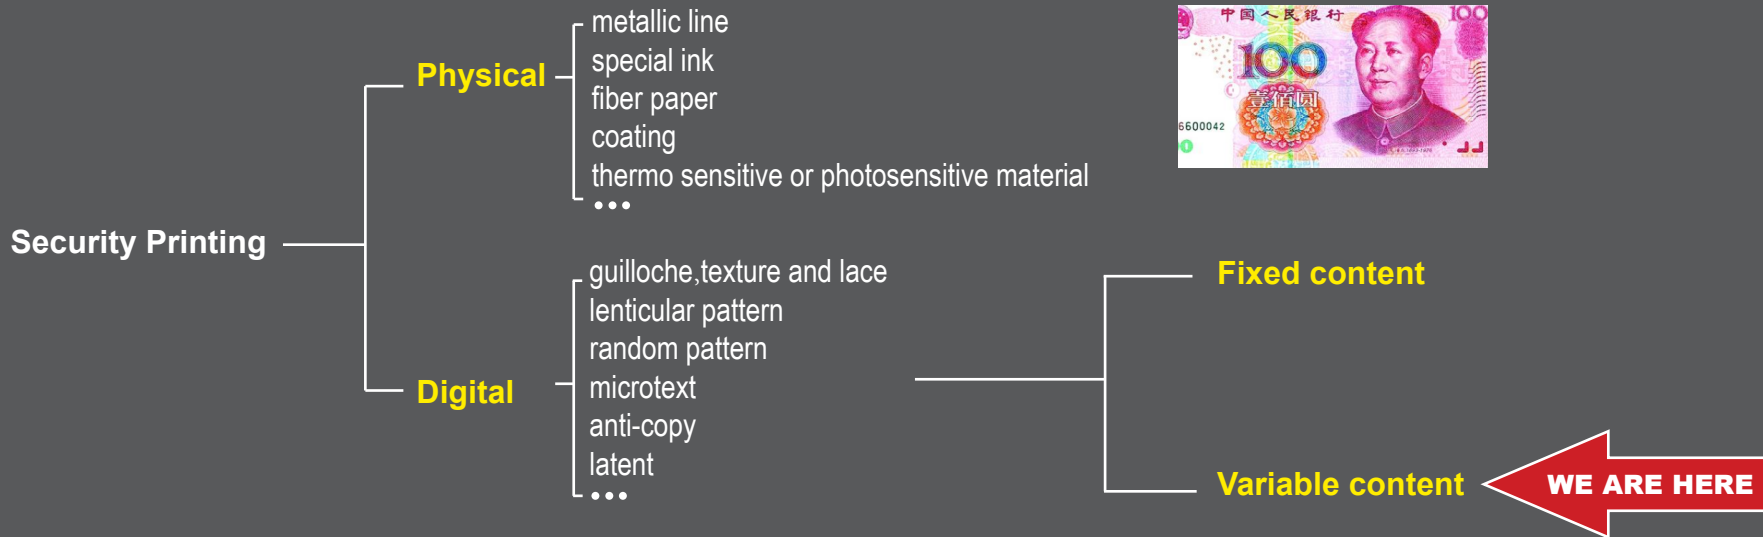 Security Printing
Physical
metallic line
special ink
fiber paper
coating
thermo sensitive or photosensitive material
•••
Digital
guilloche,texture and lace
lenticular pattern
random pattern
microtext
anti-copy
latent
•••
中国人民银行
100
100
壹佰圆
6600042
Fixed content
Variable content
WE ARE HERE